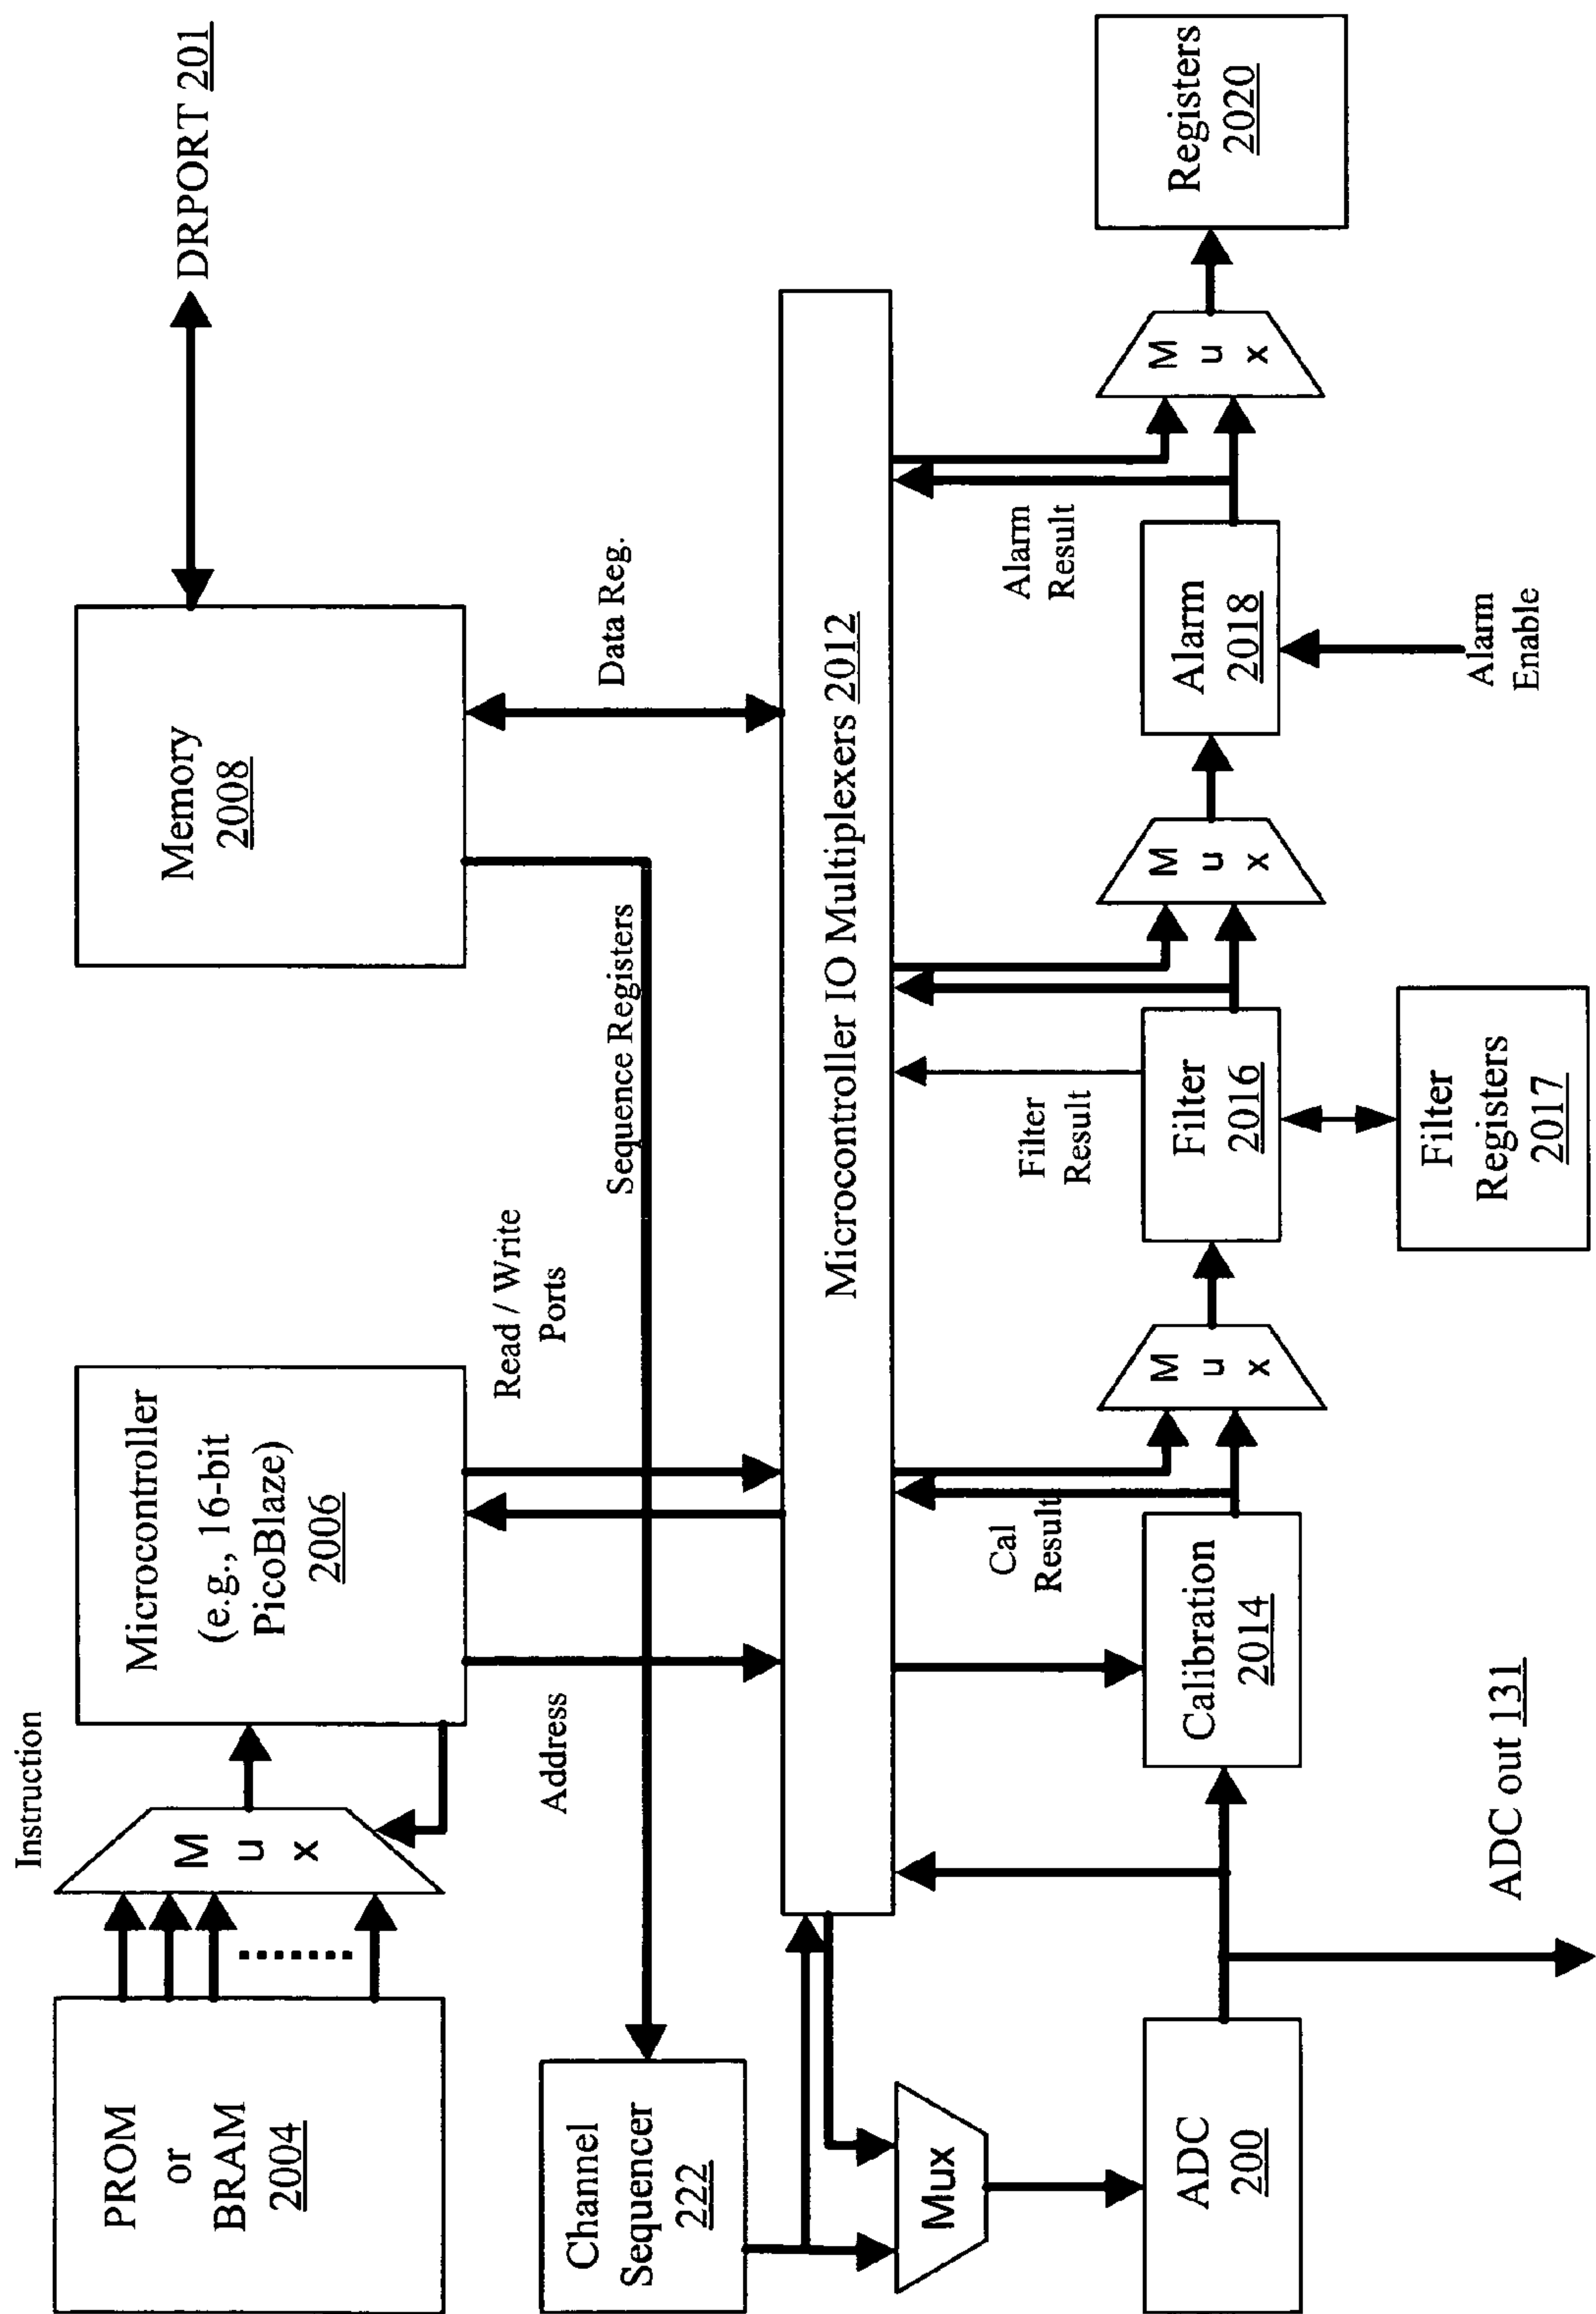 Instruction
PROM
or
BRAM
2004
M
u
x
Microcontroller
(e.g., 16-bit
PicoBlaze)
2006
Memory
2008
DRPORT 201
Channel
Sequencer
222
Address
Read / Write
Ports
Sequence Registers
Data Reg.
Mux
Microcontroller IO Multiplexers 2012
ADC
200
ADC out 131
Calibration
2014
Cal
Result
M
u
x
Filter
2016
Filter
Result
Filter
Registers
2017
M
u
x
Alarm
2018
Alarm
Result
Alarm
Enable
M
u
x
Registers
2020